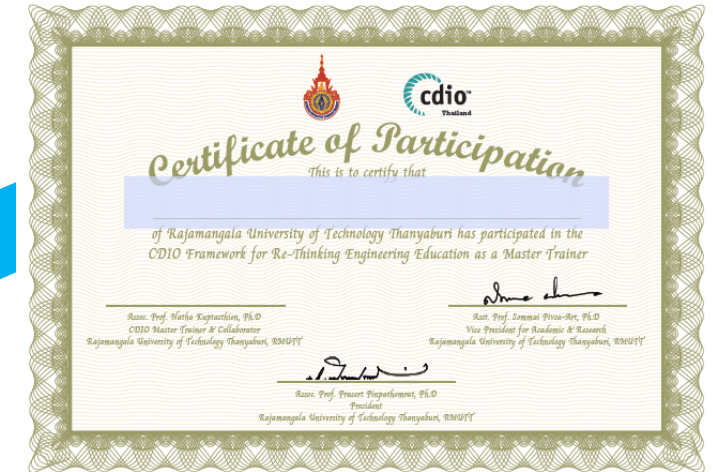 cdio™
Thailand
Certificate of Participation
This is to certify that
of Rajamangala University of Technology Thanyaburi has participated in the
CDIO Framework for Re-Thinking Engineering Education as a Master Trainer
Assoc. Prof. Natha Kuptasthien, Ph.D
CDIO Master Trainer & Collaborator
Rajamangala University of Technology Thanyaburi, RMUTT
Asst. Prof. Sommai Pivsa-Art, Ph.D
Vice President for Academic & Research
Rajamangala University of Technology Thanyaburi, RMUTT
Assoc. Prof. Prasert Pinpathomrat, Ph.D
President
Rajamangala University of Technology Thanyaburi, RMUTT